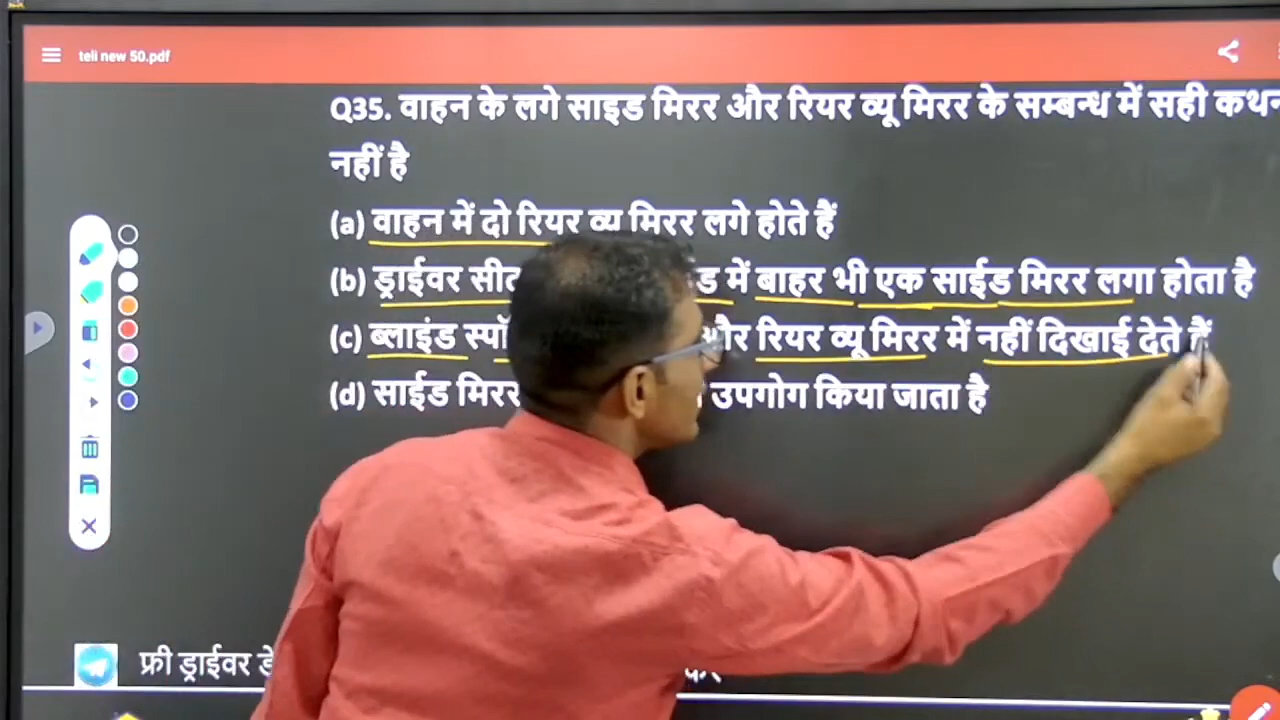 teli new 50.pdf
Q35. वाहन के लगे साइड मिरर और रियर व्यू मिरर के सम्बन्ध में सही कथन
नहीं है
(a) वाहन में दो रियर व्यू मिरर लगे होते हैं
(b) ड्राईवर सीट में बाहर भी एक साईड मिरर लगा होता है
(c) ब्लाइंड और रियर व्यू मिरर में नहीं दिखाई देते हैं
(d) साईड मिरर उपगोग किया जाता है
फ्री ड्राईवर